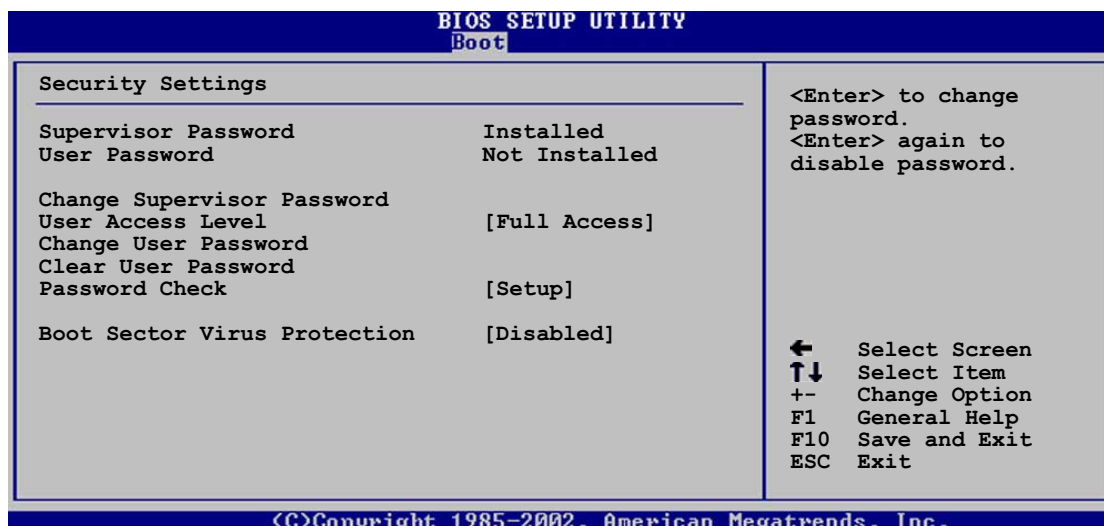 BIOS SETUP UTILITY
Boot
Security Settings
Supervisor Password Installed
User Password Not Installed
Change Supervisor Password
User Access Level [Full Access]
Change User Password
Clear User Password
Password Check [Setup]
Boot Sector Virus Protection [Disabled]
<Enter> to change
password.
<Enter> again to
disable password.
← Select Screen
↑↓ Select Item
+- Change Option
F1 General Help
F10 Save and Exit
ESC Exit
(C)Copyright 1985-2002, American Megatrends, Inc.